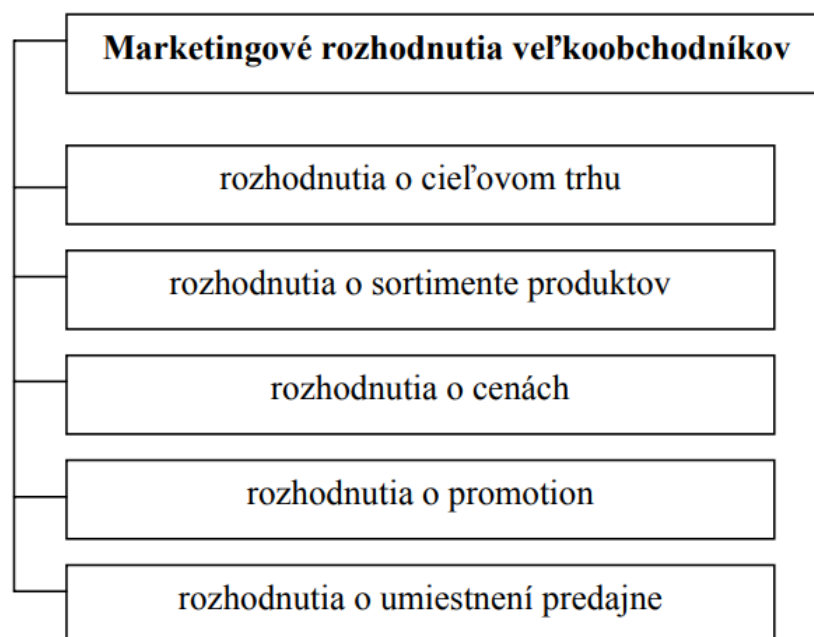 Marketingové rozhodnutia veľkoobchodníkov
rozhodnutia o cieľovom trhu
rozhodnutia o sortimente produktov
rozhodnutia o cenách
rozhodnutia o promotion
rozhodnutia o umiestnení predajne